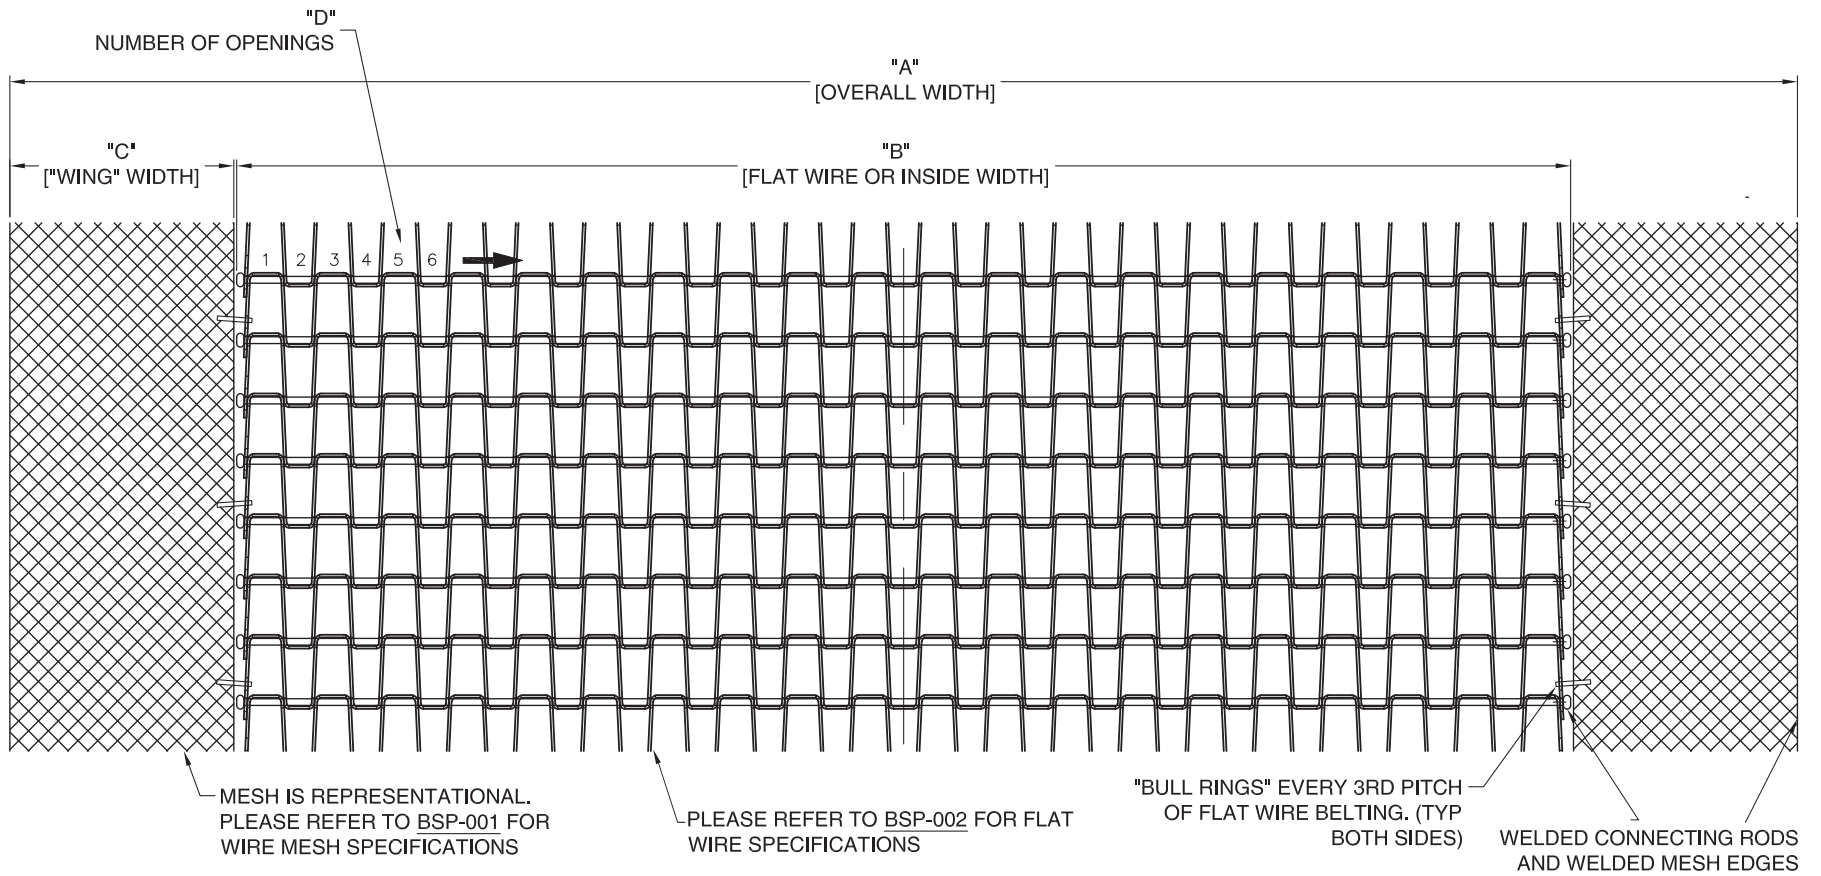 "D"
NUMBER OF OPENINGS
"A"
[OVERALL WIDTH]
"C"
["WING" WIDTH]
"B"
[FLAT WIRE OR INSIDE WIDTH]
1 2 3 4 5 6
MESH IS REPRESENTATIONAL.
PLEASE REFER TO BSP-001 FOR
WIRE MESH SPECIFICATIONS
PLEASE REFER TO BSP-002 FOR FLAT
WIRE SPECIFICATIONS
"BULL RINGS" EVERY 3RD PITCH
OF FLAT WIRE BELTING. (TYP
BOTH SIDES)
WELDED CONNECTING RODS
AND WELDED MESH EDGES